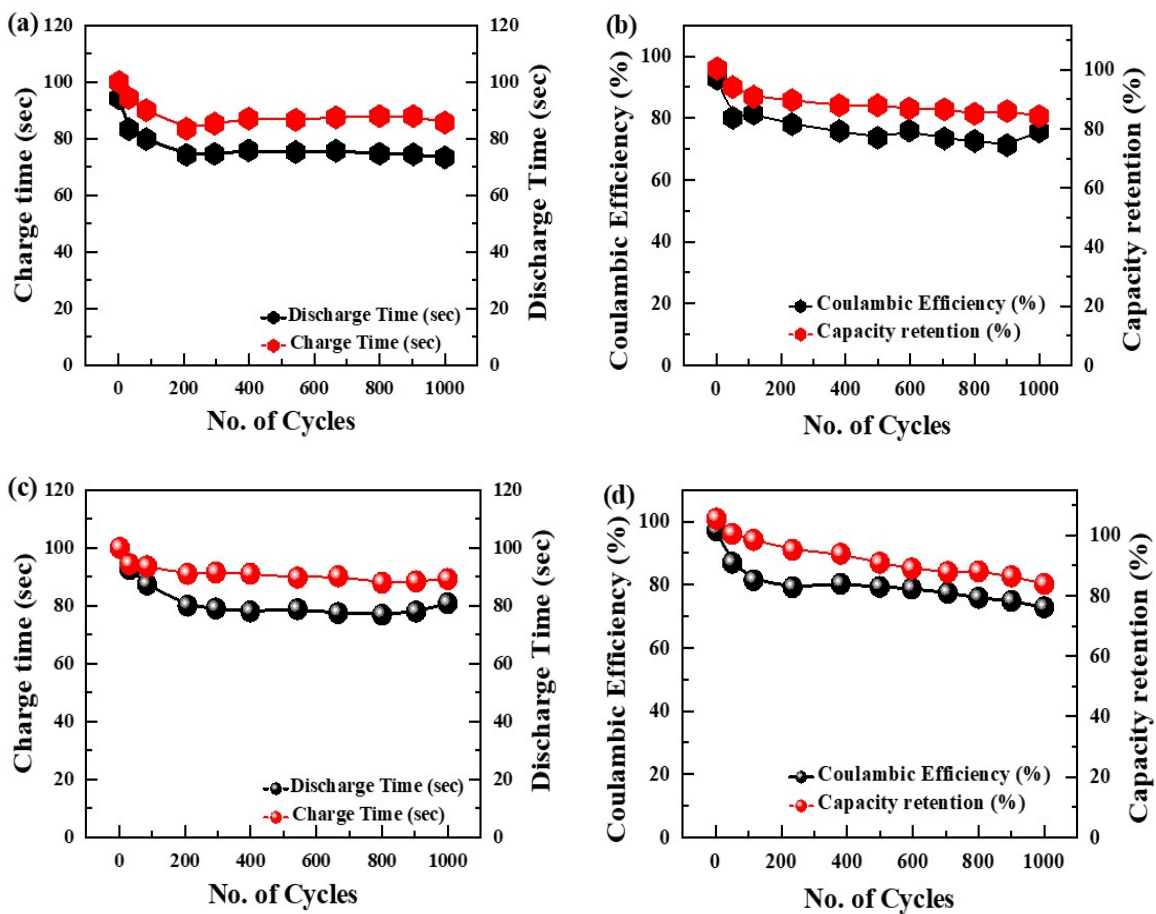 (a)
120
100
80
60
40
20
0
Charge time (sec)
120
100
80
60
40
20
0
Discharge Time (sec)
Discharge Time (sec)
Charge Time (sec)
0 200 400 600 800 1000
No. of Cycles
(b)
100
80
60
40
20
0
Coulambic Efficiency (%)
100
80
60
40
20
0
Capacity retention (%)
Coulambic Efficiency (%)
Capacity retention (%)
0 200 400 600 800 1000
No. of Cycles
(c)
120
100
80
60
40
20
0
Charge time (sec)
120
100
80
60
40
20
0
Discharge Time (sec)
Discharge Time (sec)
Charge Time (sec)
0 200 400 600 800 1000
No. of Cycles
(d)
100
80
60
40
20
0
Coulambic Efficiency (%)
100
80
60
40
20
0
Capacity retention (%)
Coulambic Efficiency (%)
Capacity retention (%)
0 200 400 600 800 1000
No. of Cycles